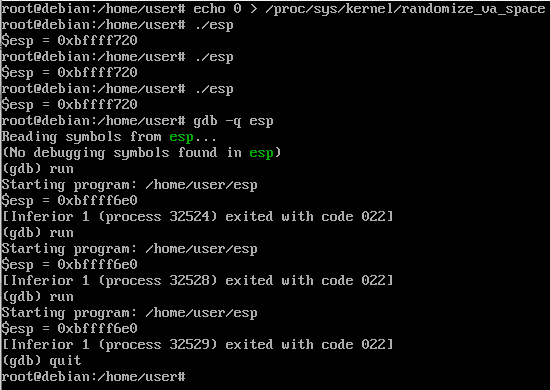 root@debian:/home/user# echo 0 > /proc/sys/kernel/randomize_va_space
root@debian:/home/user# ./esp
$esp = 0xbffff720
root@debian:/home/user# ./esp
$esp = 0xbffff720
root@debian:/home/user# ./esp
$esp = 0xbffff720
root@debian:/home/user# gdb -q esp
Reading symbols from esp...
(No debugging symbols found in esp)
(gdb) run
Starting program: /home/user/esp
$esp = 0xbffff6e0
[Inferior 1 (process 32524) exited with code 022]
(gdb) run
Starting program: /home/user/esp
$esp = 0xbffff6e0
[Inferior 1 (process 32528) exited with code 022]
(gdb) run
Starting program: /home/user/esp
$esp = 0xbffff6e0
[Inferior 1 (process 32529) exited with code 022]
(gdb) quit
root@debian:/home/user#